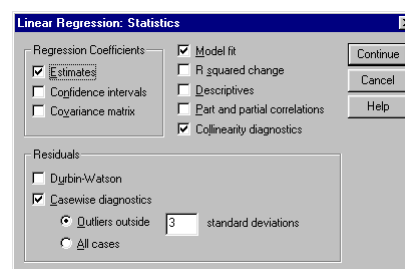 Linear Regression: Statistics
Regression Coefficients
Estimates
Confidence intervals
Covariance matrix
Model fit
R squared change
Descriptives
Part and partial correlations
Collinearity diagnostics
Continue
Cancel
Help
Residuals
Durbin-Watson
Casewise diagnostics
Outliers outside 3 standard deviations
All cases